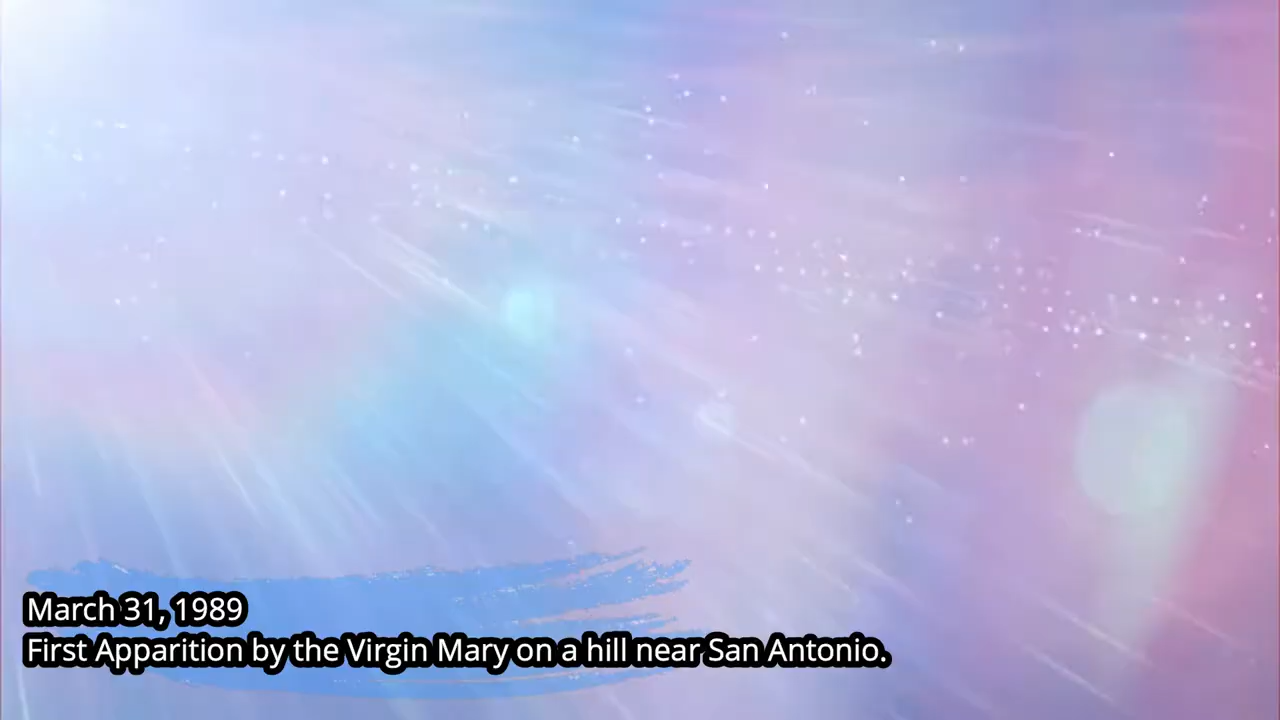 March 31, 1989
First Apparition by the Virgin Mary on a hill near San Antonio.